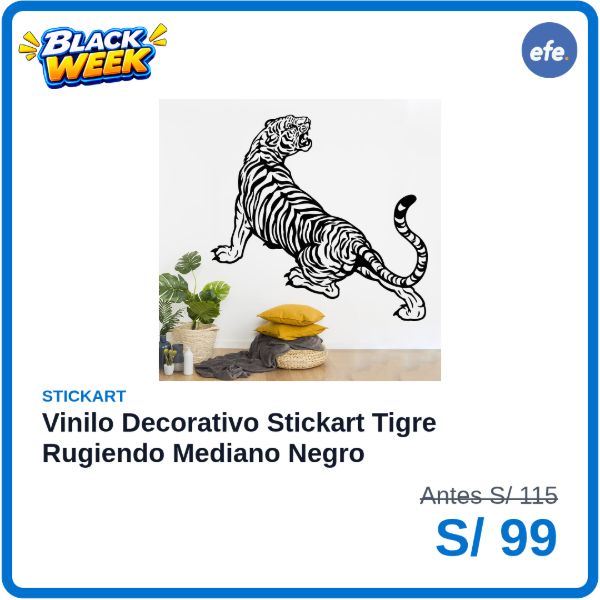 BLACK
WEEK
efe.
STICKART
Vinilo Decorativo Stickart Tigre
Rugiendo Mediano Negro
Antes S/ 115
S/ 99